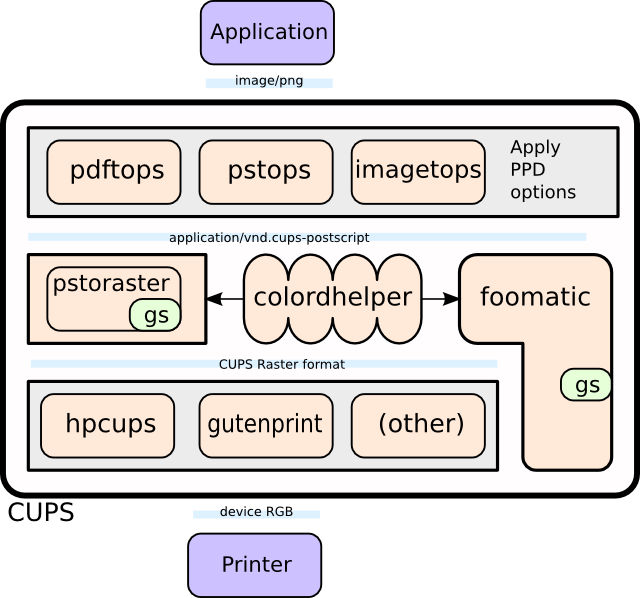 Application
image/png
pdftops
pstops
imagetops
Apply
PPD
options
application/vnd.cups-postscript
pstoraster
gs
colordhelper
foomatic
gs
CUPS Raster format
hpcups
gutenprint
(other)
CUPS
device RGB
Printer